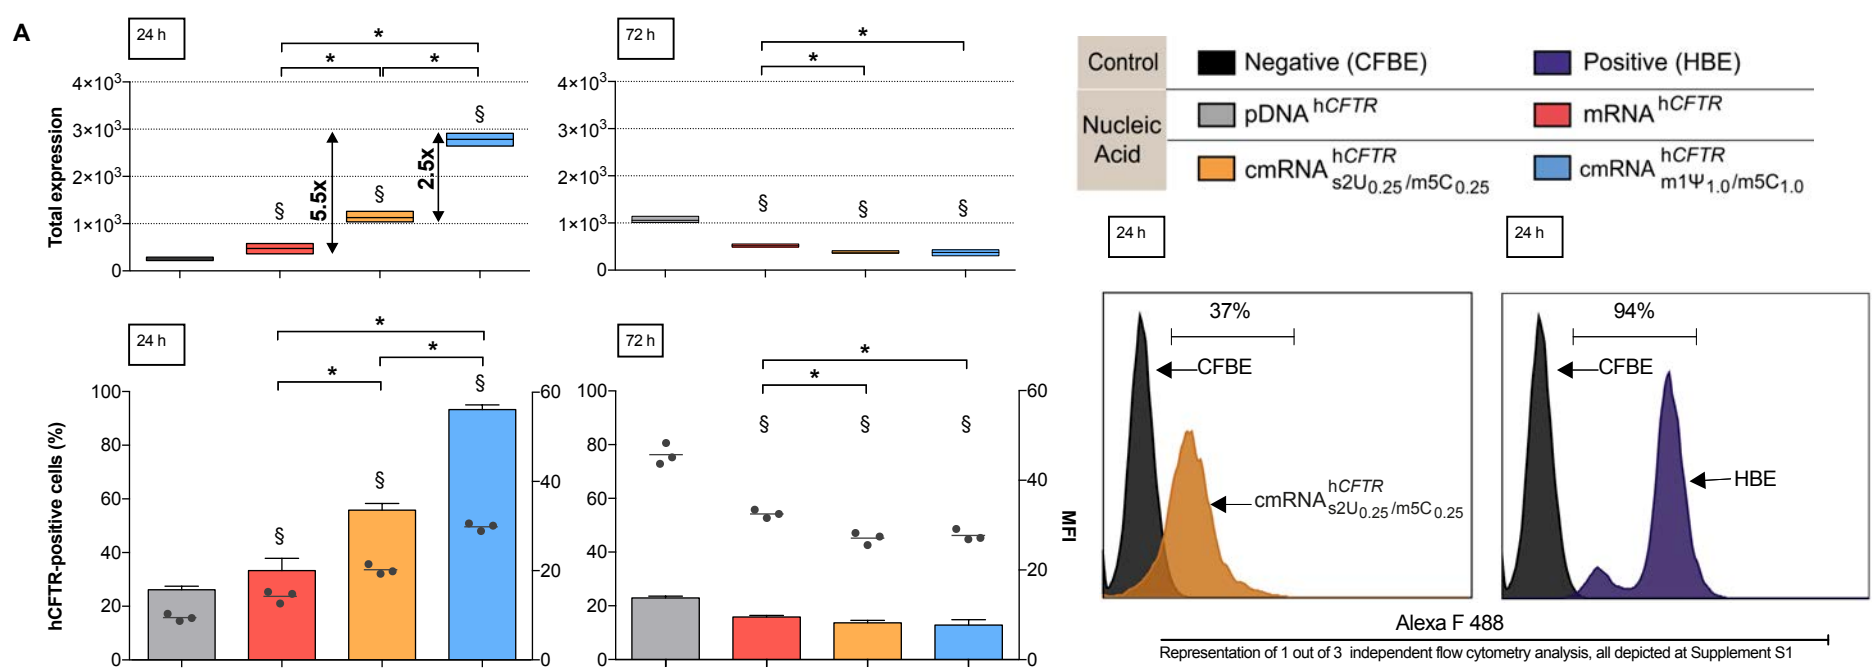 A
24 h
*
* *
4×10³
3×10³
2×10³
1×10³
0
Total expression
§
5.5x
§
2.5x
§
72 h
*
*
4×10³
3×10³
2×10³
1×10³
0
§ § §
Control
Negative (CFBE)
Positive (HBE)
Nucleic
Acid
pDNA hCFTR
mRNA hCFTR
cmRNA hCFTR s2U0.25/m5C0.25
cmRNA hCFTR m1Ψ1.0/m5C1.0
24 h
*
*
*
100
80
60
40
20
0
hCFTR-positive cells (%)
§
§
§
60
40
20
0
72 h
*
*
100
80
60
40
20
0
§ § §
60
40
20
0
MFI
24 h
37%
CFBE
cmRNA hCFTR s2U0.25/m5C0.25
24 h
94%
CFBE
HBE
Alexa F 488
Representation of 1 out of 3 independent flow cytometry analysis, all depicted at Supplement S1